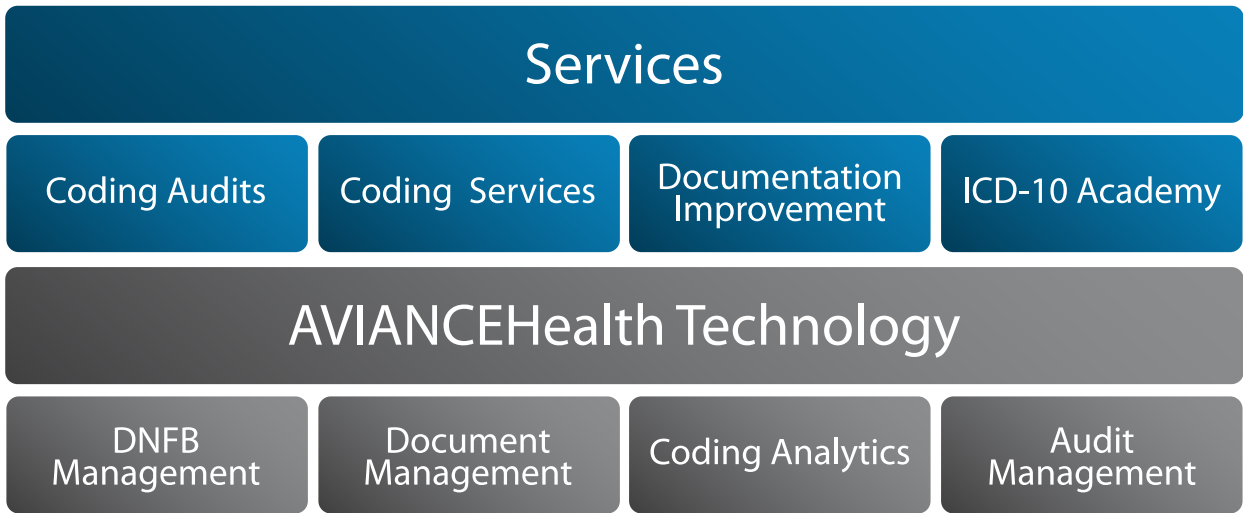 Services
Coding Audits
Coding Services
Documentation
Improvement
ICD-10 Academy
AVIANCEHealth Technology
DNFB
Management
Document
Management
Coding Analytics
Audit
Management